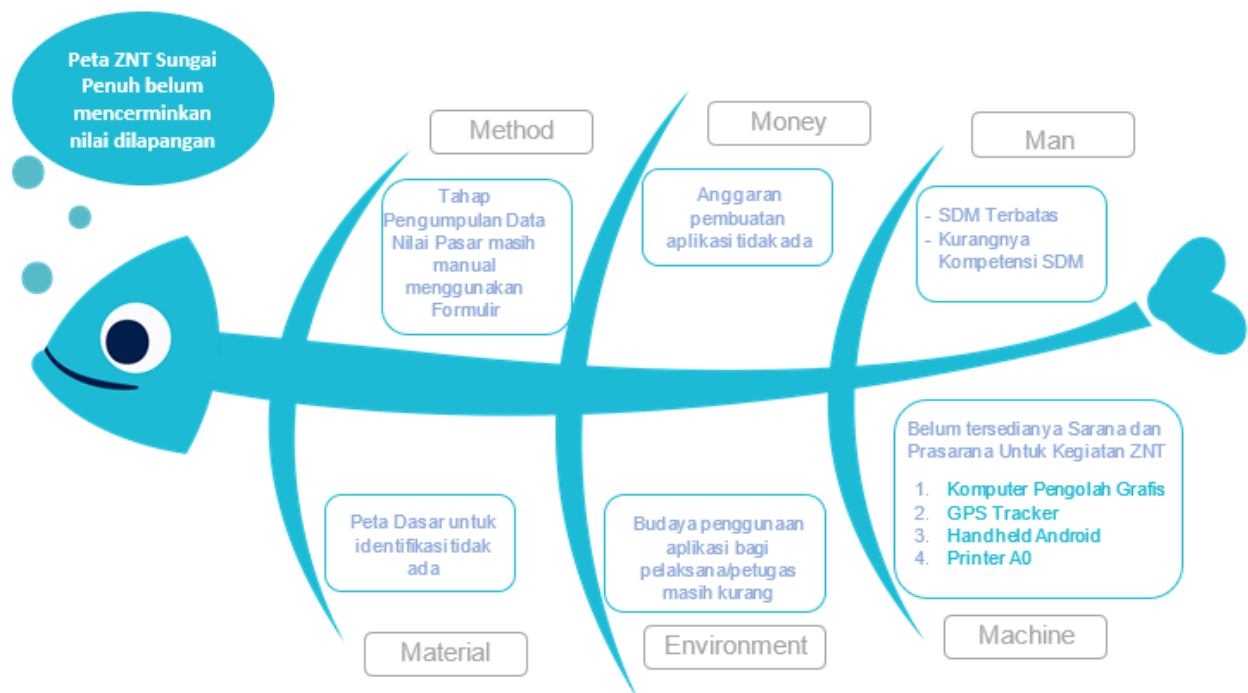 Peta ZNT Sungai
Penuh belum
mencerminkan
nilai dilapangan
Method
Tahap
Pengumpulan Data
Nilai Pasar masih
manual
menggunakan
Formulir
Money
Anggaran
pembuatan
aplikasi tidak ada
Man
- SDM Terbatas
- Kurangnya
Kompetensi SDM
Peta Dasar untuk
identifikasi tidak
ada
Material
Budaya penggunaan
aplikasi bagi
pelaksana/petugas
masih kurang
Environment
Belum tersedianya Sarana dan
Prasarana Untuk Kegiatan ZNT
1. Komputer Pengolah Grafis
2. GPS Tracker
3. Handheld Android
4. Printer A0
Machine